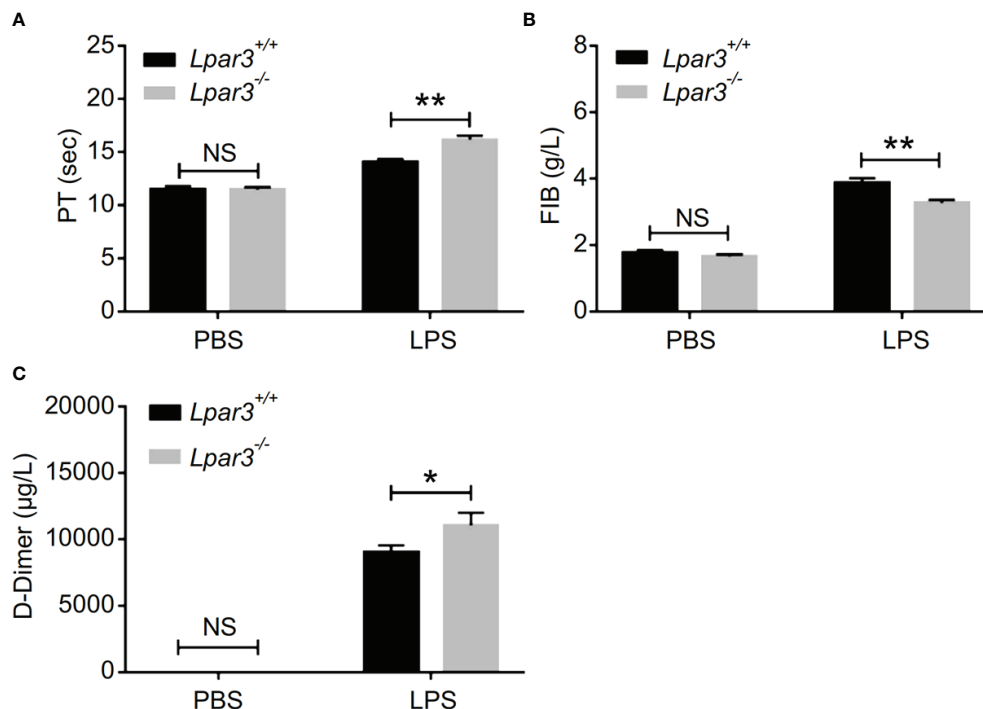 A
PT (sec)
25
20
15
10
5
0
Lpar3+/+
Lpar3-/-
NS
**
PBS
LPS
B
FIB (g/L)
8
6
4
2
0
Lpar3+/+
Lpar3-/-
NS
**
PBS
LPS
C
D-Dimer (µg/L)
20000
15000
10000
5000
0
Lpar3+/+
Lpar3-/-
NS
*
PBS
LPS